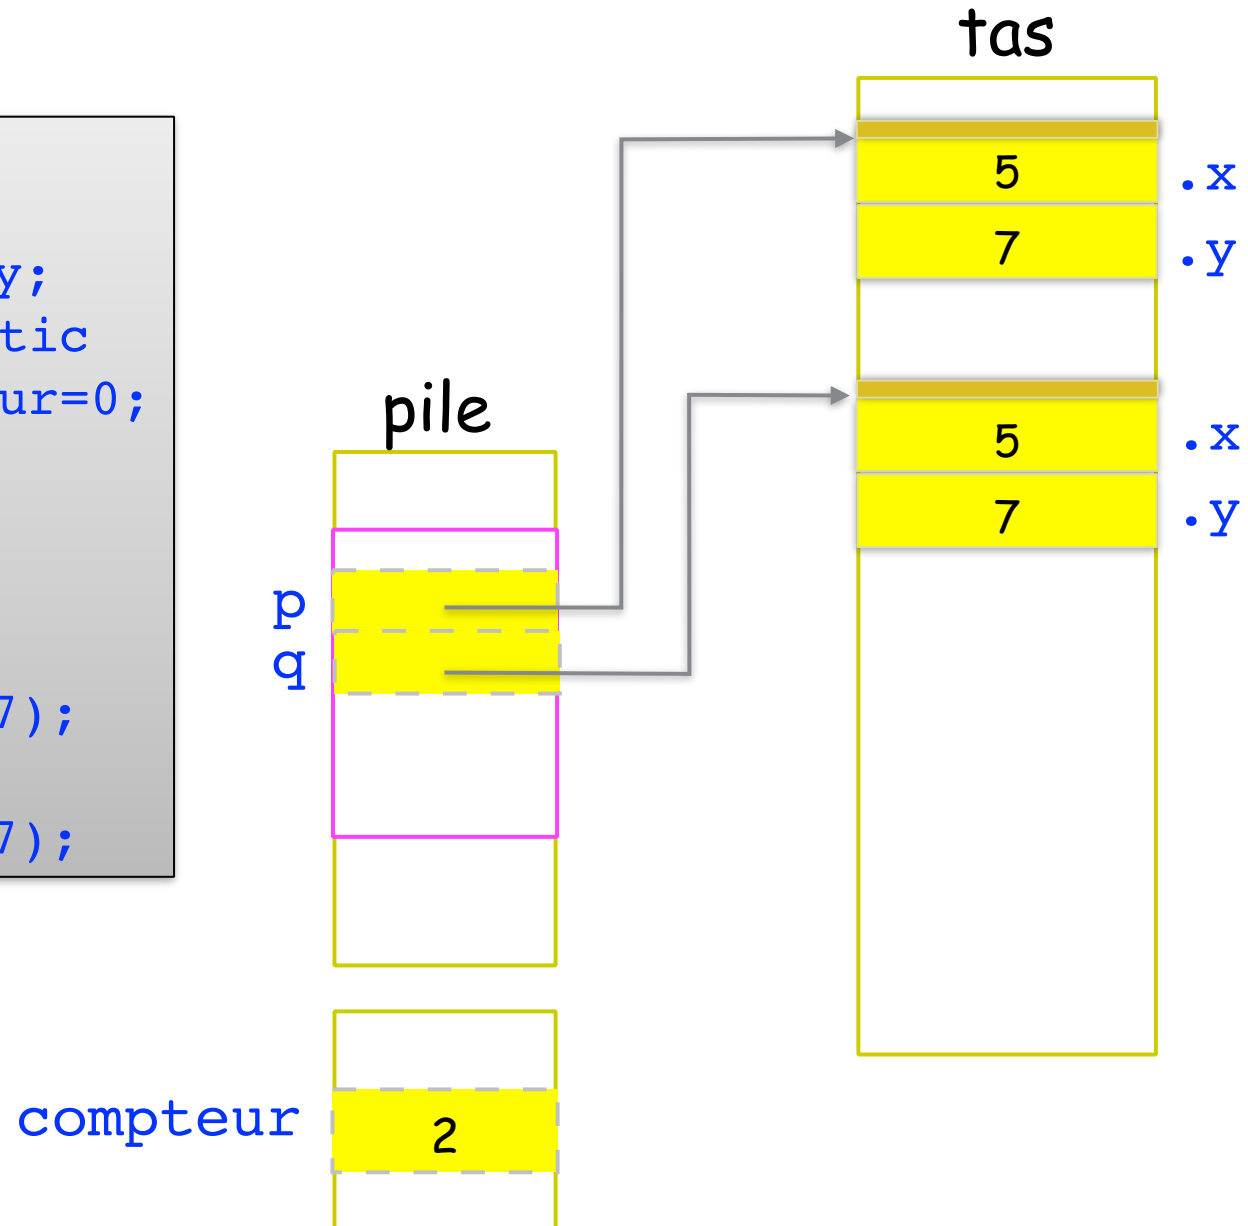 tas
5 .x
7 .y
y;
tic
ur=0;
pile
5 .x
7 .y
p
q
7);
7);
compteur 2